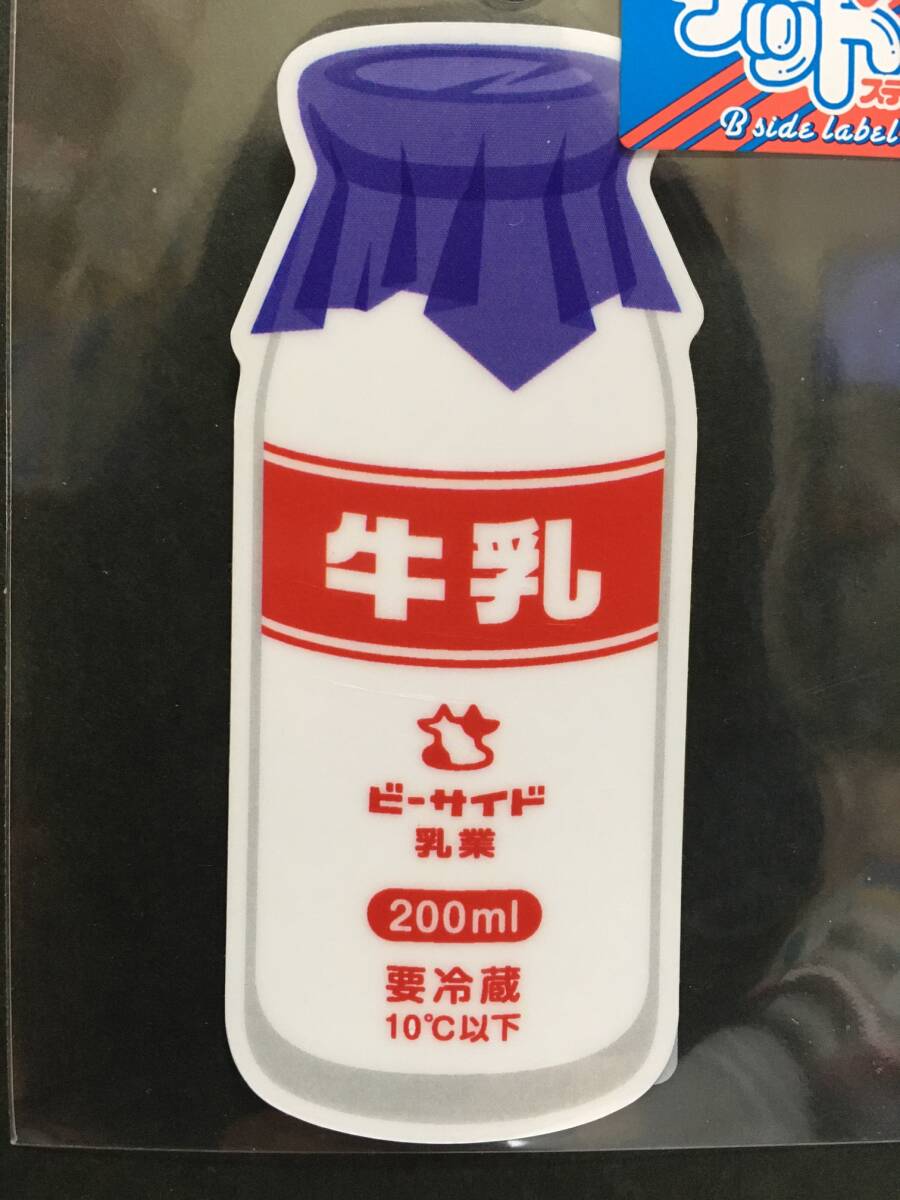 B side label
牛乳
ビーサイド
乳業
200ml
要冷蔵
10℃以下